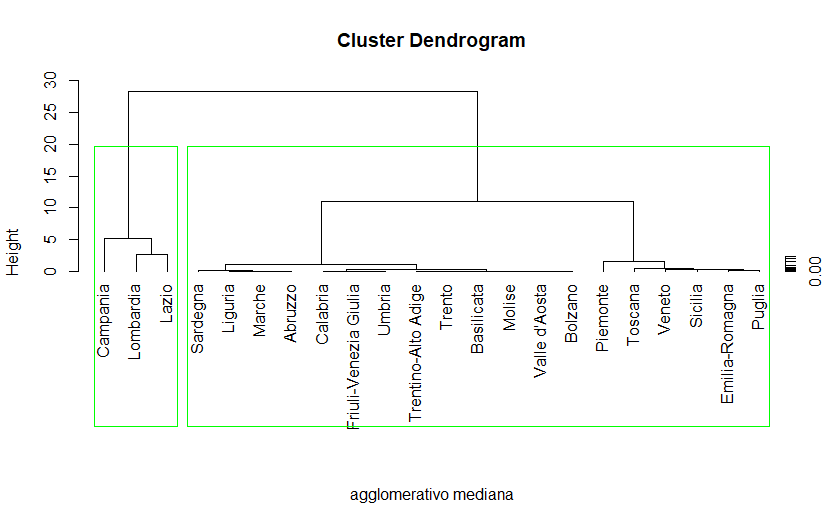 Cluster Dendrogram
Height
30
25
20
15
10
5
0
Campania
Lombardia
Lazio
Sardegna
Liguria
Marche
Abruzzo
Calabria
Friuli-Venezia Giulia
Umbria
Trentino-Alto Adige
Trento
Basilicata
Molise
Valle d'Aosta
Bolzano
Piemonte
Toscana
Veneto
Sicilia
Emilia-Romagna
Puglia
0.00
agglomerativo mediana